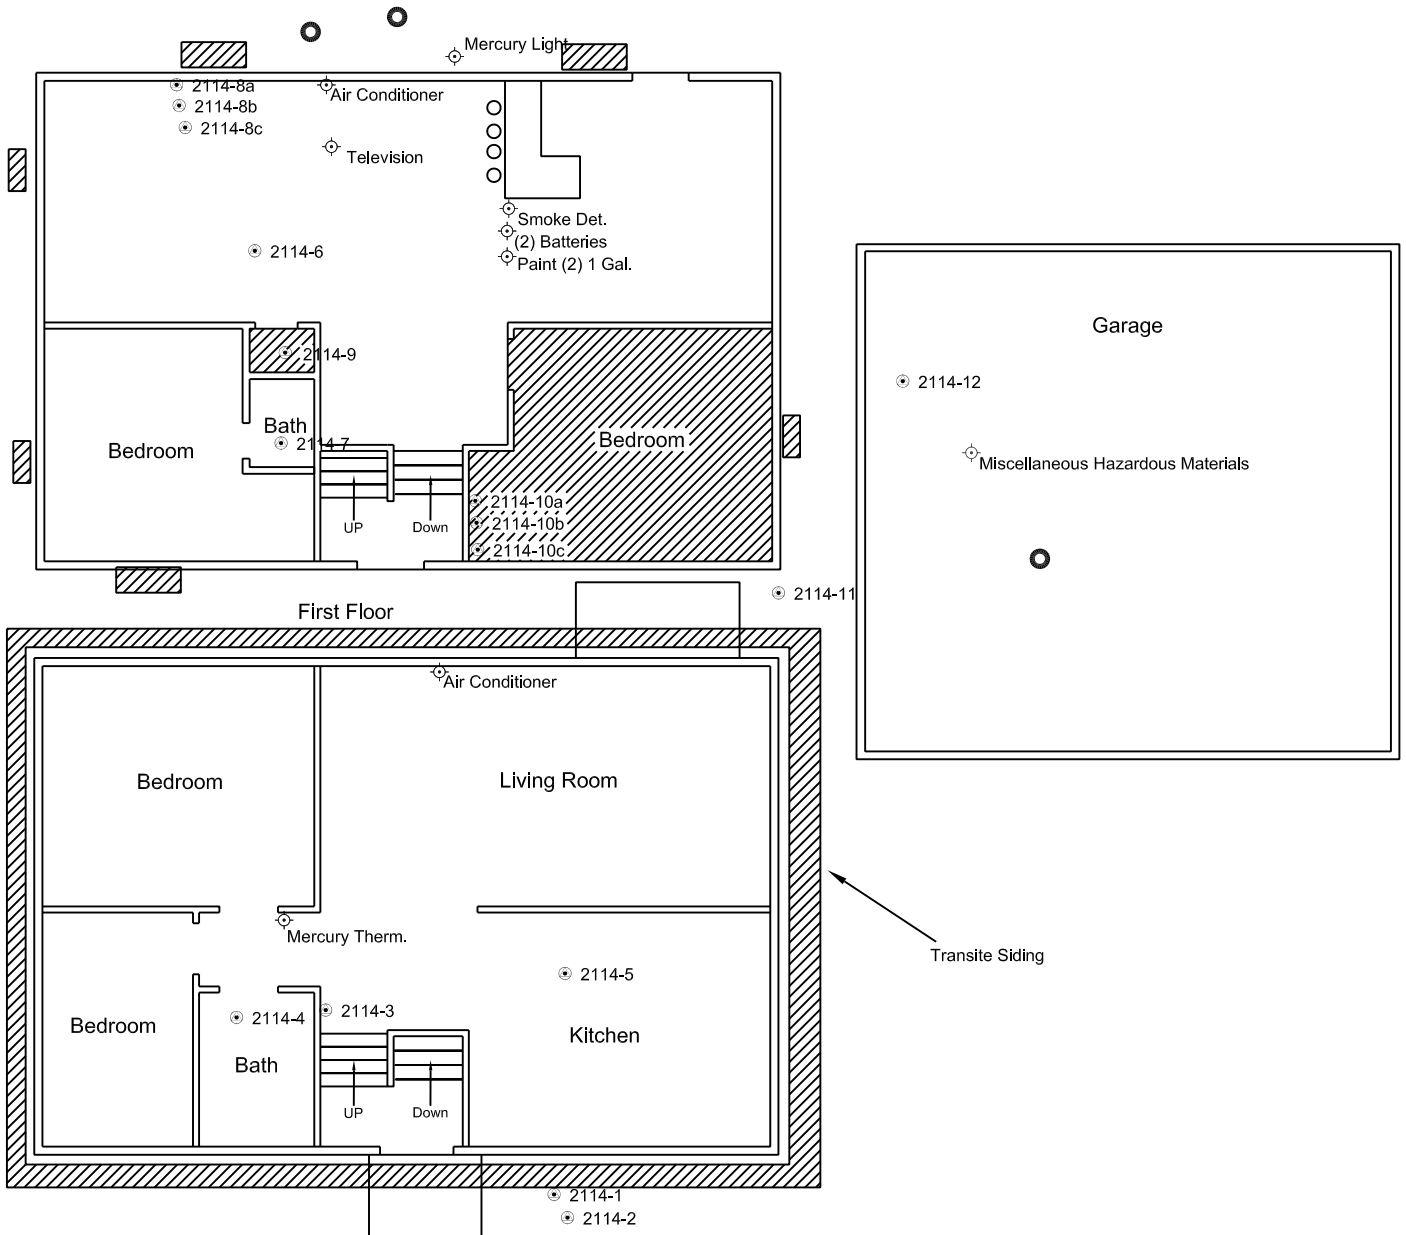 Mercury Light
2114-8a
Air Conditioner
2114-8b
2114-8c
Television
Smoke Det.
(2) Batteries
2114-6
Paint (2) 1 Gal.
Garage
2114-9
2114-12
Bath
Bedroom
2114-7
Bedroom
Miscellaneous Hazardous Materials
2114-10a
UP
Down
2114-10b
2114-10c
2114-11
First Floor
Air Conditioner
Bedroom
Living Room
Mercury Therm.
Transite Siding
2114-5
2114-3
2114-4
Bedroom
Kitchen
Bath
UP
Down
2114-1
2114-2